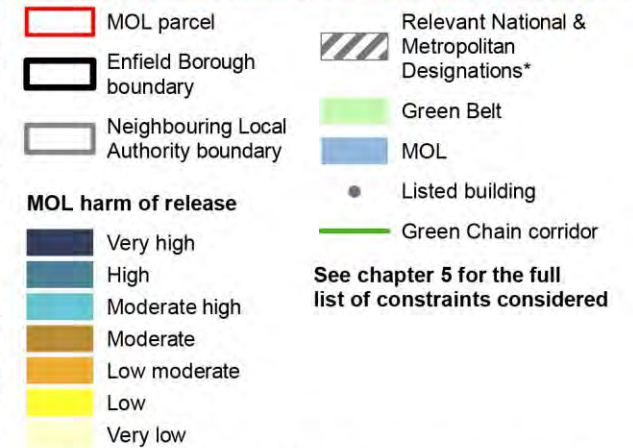 MOL parcel
Enfield Borough
boundary
Neighbouring Local
Authority boundary
MOL harm of release
Very high
High
Moderate high
Moderate
Low moderate
Low
Very low
Relevant National &
Metropolitan
Designations*
Green Belt
MOL
Listed building
Green Chain corridor
See chapter 5 for the full
list of constraints considered